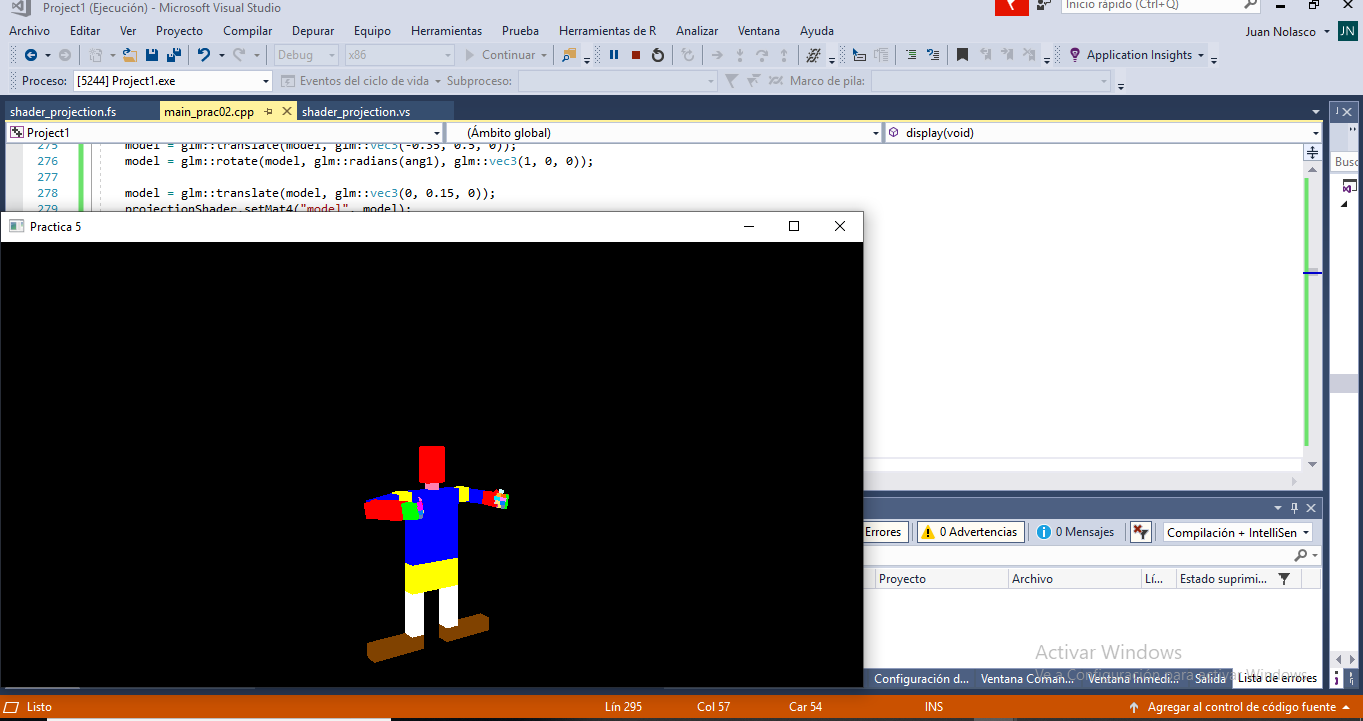 Project1 (Ejecución) - Microsoft Visual Studio
Inicio rápido (Ctrl+Q)
Archivo Editar Ver Proyecto Compilar Depurar Equipo Herramientas Prueba Herramientas de R Analizar Ventana Ayuda Juan Nolasco JN
Debug x86 Continuar Application Insights
Proceso: [5244] Project1.exe Eventos del ciclo de vida Subproceso: Marco de pila:
shader_projection.fs main_prac02.cpp shader_projection.vs
Project1 (Ámbito global) display(void)
275 model = glm::translate(model, glm::vec3(-0.35, 0.5, 0));
276 model = glm::rotate(model, glm::radians(ang1), glm::vec3(1, 0, 0));
277
278 model = glm::translate(model, glm::vec3(0, 0.15, 0));
279 projectionShader.setMat4("model", model);
Busc
Practica 5
Errores 0 Advertencias 0 Mensajes Compilación + IntelliSen
Proyecto Archivo Lí... Estado suprimi...
Activar Windows
Ve a Configuración para activar Windows.
Configuración d... Ventana Coman... Ventana Inmedi... Salida Lista de errores
Listo Lín 295 Col 57 Car 54 INS Agregar al control de código fuente